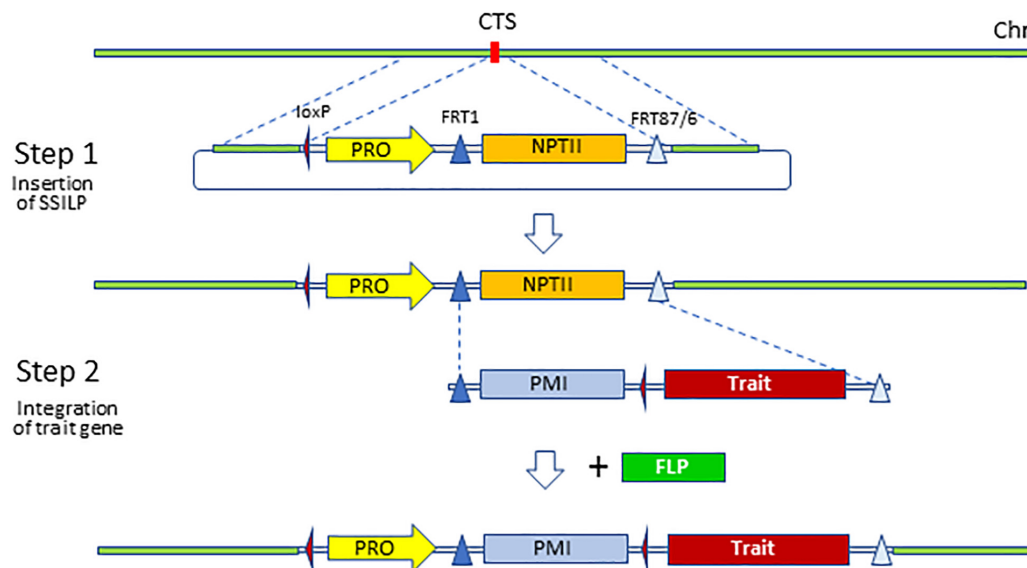 CTS
Chr
loxP
FRT1
FRT87/6
PRO
NPTII
Step 1
Insertion
of SSILP
PRO
NPTII
Step 2
Integration
of trait gene
PMI
Trait
+
FLP
PRO
PMI
Trait